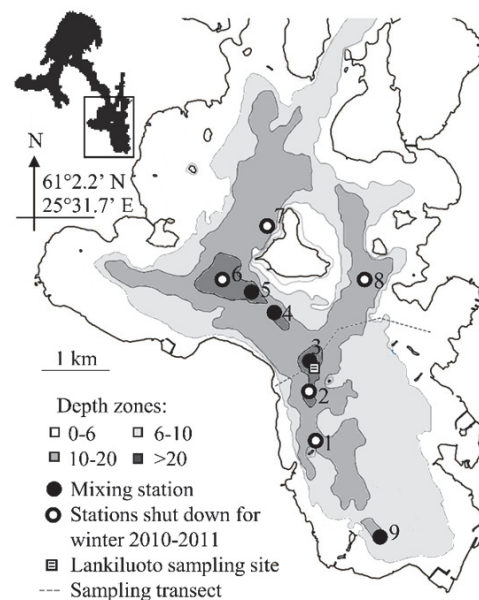 N
61°2.2' N
25°31.7' E
7
6
5
4
8
3
2
1
9
1 km
Depth zones:
0-6 6-10
10-20 >20
Mixing station
Stations shut down for
winter 2010-2011
Lankiluoto sampling site
Sampling transect